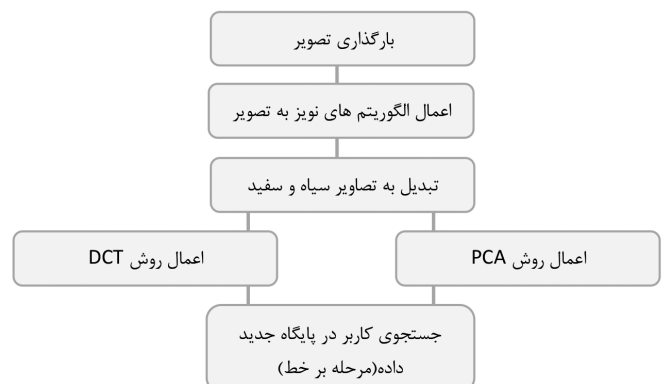 بارگذاری تصویر
اعمال الگوریتم های نویز به تصویر
تبدیل به تصاویر سیاه و سفید
اعمال روش PCA
اعمال روش DCT
جستجوی کاربر در پایگاه جدید
داده(مرحله بر خط)